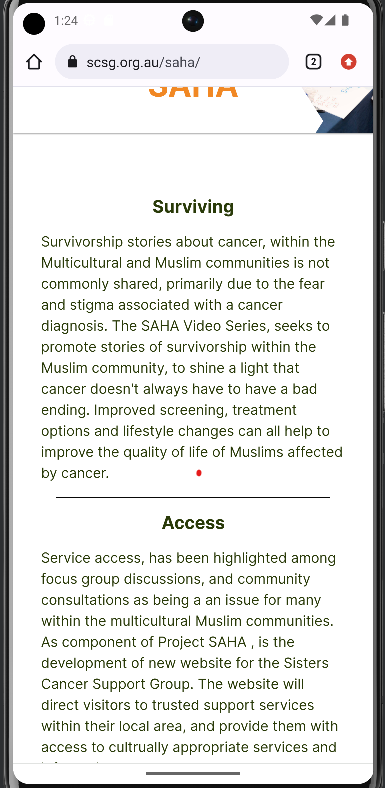 1:24
scsg.org.au/saha/
2
SAHA
Surviving
Survivorship stories about cancer, within the
Multicultural and Muslim communities is not
commonly shared, primarily due to the fear
and stigma associated with a cancer
diagnosis. The SAHA Video Series, seeks to
promote stories of survivorship within the
Muslim community, to shine a light that
cancer doesn't always have to have a bad
ending. Improved screening, treatment
options and lifestyle changes can all help to
improve the quality of life of Muslims affected
by cancer.
Access
Service access, has been highlighted among
focus group discussions, and community
consultations as being a an issue for many
within the multicultural Muslim communities.
As component of Project SAHA , is the
development of new website for the Sisters
Cancer Support Group. The website will
direct visitors to trusted support services
within their local area, and provide them with
access to cultrually appropriate services and